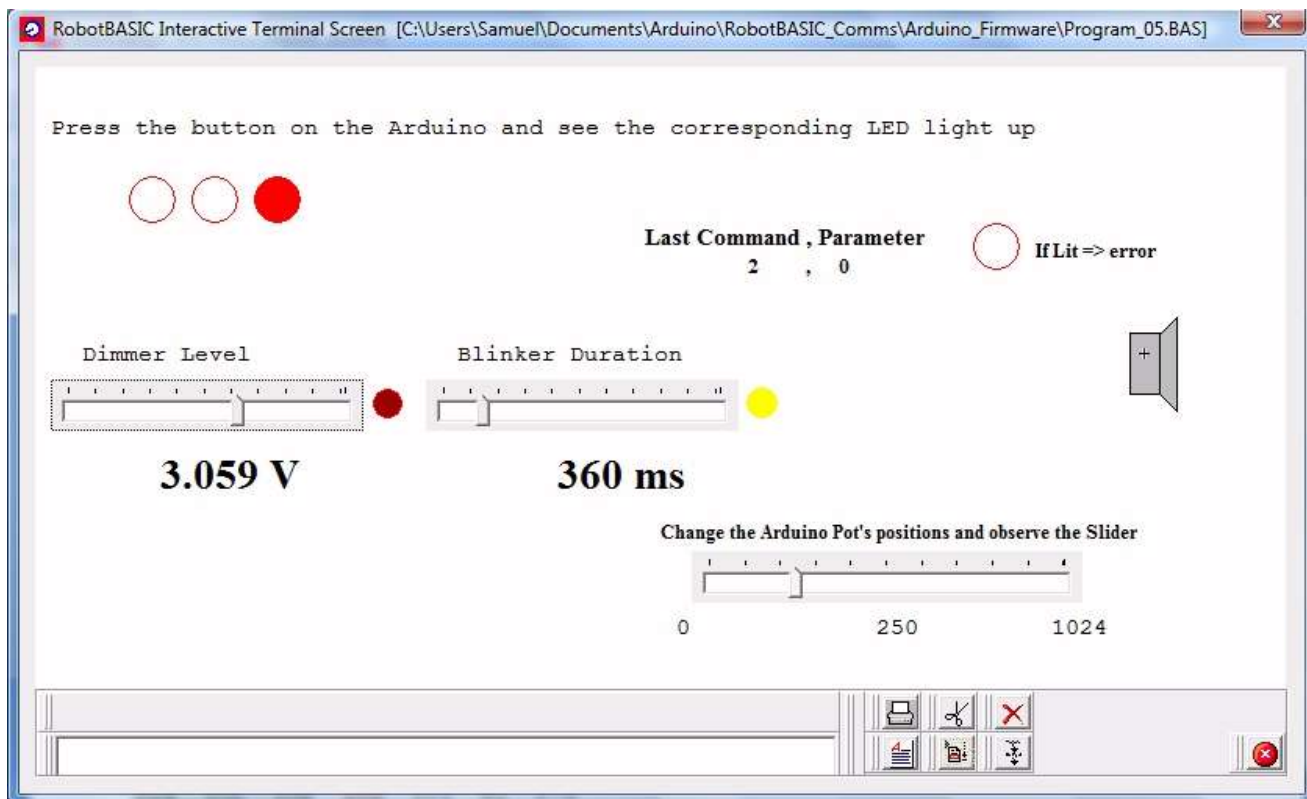 RobotBASIC Interactive Terminal Screen [C:\Users\Samuel\Documents\Arduino\RobotBASIC_Comms\Arduino_Firmware\Program_05.BAS]
Press the button on the Arduino and see the corresponding LED light up
Last Command , Parameter
2 , 0
If Lit => error
Dimmer Level
Blinker Duration
3.059 V
360 ms
Change the Arduino Pot's positions and observe the Slider
0 250 1024